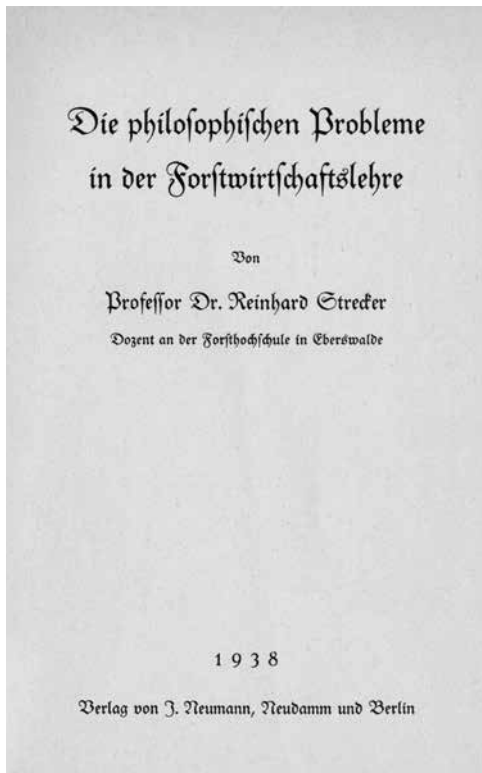 Die philosophischen Probleme
in der Forstwirtschaftslehre
Von
Professor Dr. Reinhard Strecker
Dozent an der Forsthochschule in Eberswalde
1938
Verlag von J. Neumann, Neudamm und Berlin